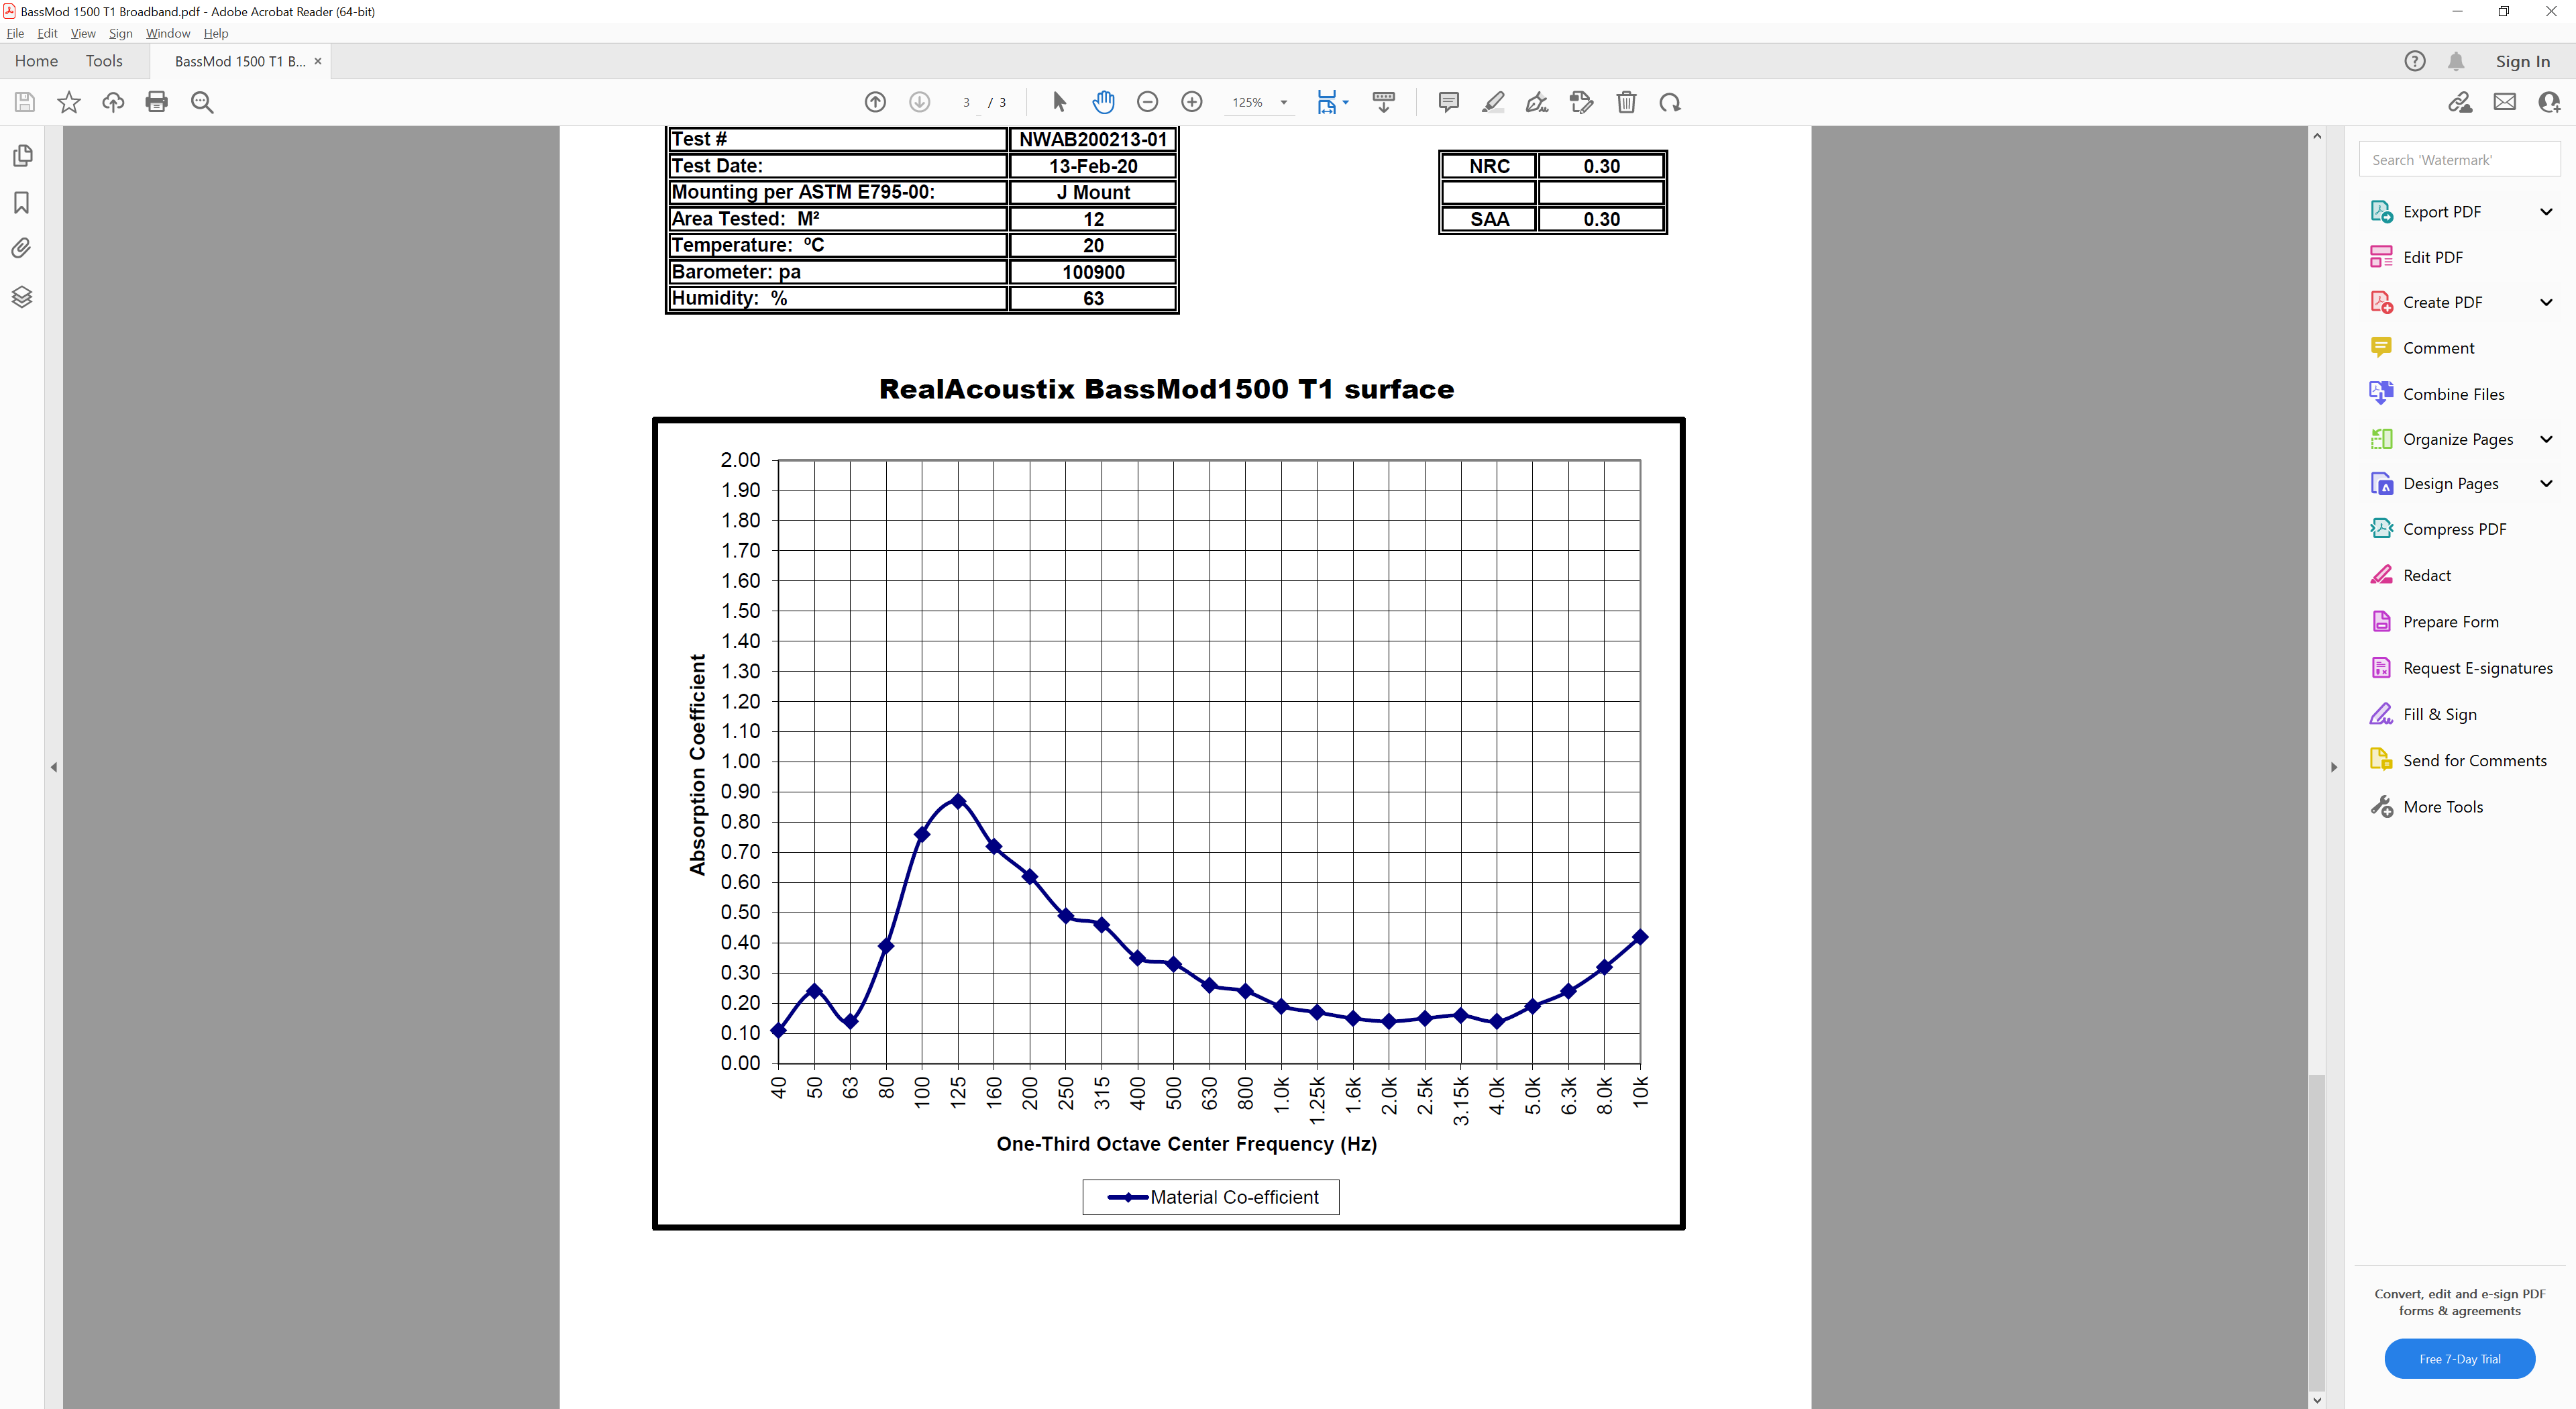 BassMod 1500 T1 Broadband.pdf - Adobe Acrobat Reader (64-bit)
File Edit View Sign Window Help
Home Tools BassMod 1500 T1 B... × Sign In
3 / 3 125%
Test # NWAB200213-01
Test Date: 13-Feb-20
Mounting per ASTM E795-00: J Mount
Area Tested: M² 12
Temperature: ºC 20
Barometer: pa 100900
Humidity: % 63
NRC 0.30
SAA 0.30
RealAcoustix BassMod1500 T1 surface
Absorption Coefficient
2.00
1.90
1.80
1.70
1.60
1.50
1.40
1.30
1.20
1.10
1.00
0.90
0.80
0.70
0.60
0.50
0.40
0.30
0.20
0.10
0.00
40 50 63 80 100 125 160 200 250 315 400 500 630 800 1.0k 1.25k 1.6k 2.0k 2.5k 3.15k 4.0k 5.0k 6.3k 8.0k 10k
One-Third Octave Center Frequency (Hz)
Material Co-efficient
Search 'Watermark'
Export PDF
Edit PDF
Create PDF
Comment
Combine Files
Organize Pages
Design Pages
Compress PDF
Redact
Prepare Form
Request E-signatures
Fill & Sign
Send for Comments
More Tools
Convert, edit and e-sign PDF
forms & agreements
Free 7-Day Trial